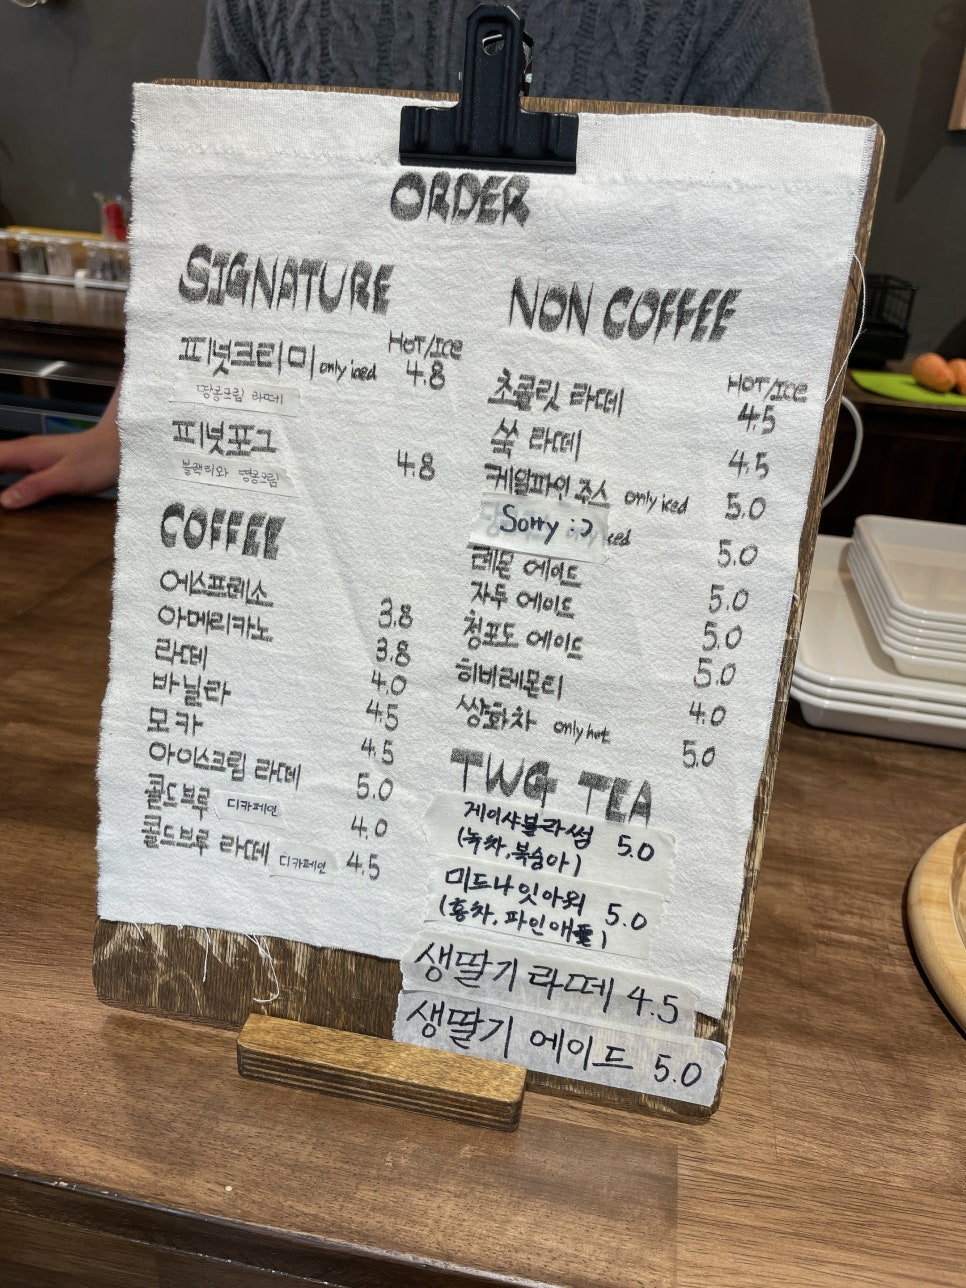 ORDER
SIGNATURE
HOT/ICE
피넛크리미 only iced 4.8
땅콩크림 라떼
피넛포그 4.8
블랙티와 땅콩크림
COFFEE
에스프레소 3.8
아메리카노 3.8
라떼 4.0
바닐라 4.5
모카 4.5
아이스크림 라떼 5.0
콜드브루 디카페인 4.0
콜드브루 라떼 디카페인 4.5
NON COFFEE
HOT/ICE
초콜릿 라떼 4.5
쑥 라떼 4.5
케일파인주스 only iced 5.0
Sorry :) iced 5.0
레몬 에이드 5.0
자두 에이드 5.0
청포도 에이드 5.0
히비레몬티 4.0
쌍화차 only hot 5.0
TWG TEA
게이샤블라썸 5.0
(녹차, 복숭아)
미드나잇아워 5.0
(홍차, 파인애플)
생딸기 라떼 4.5
생딸기 에이드 5.0